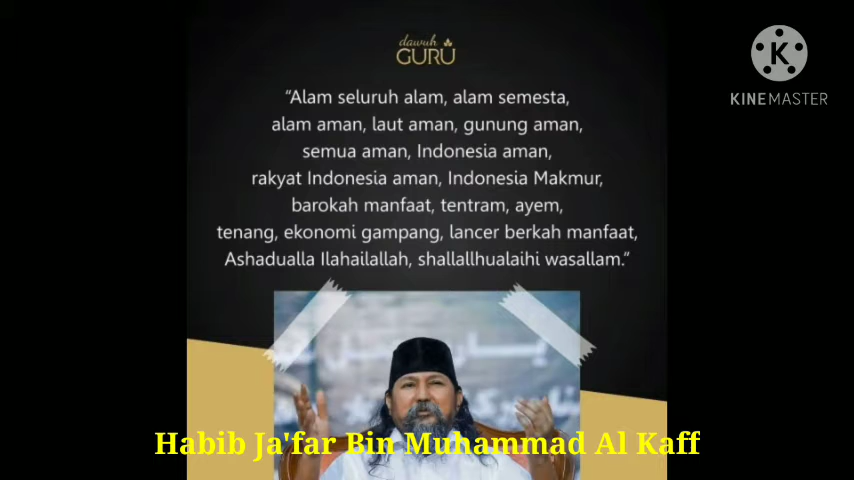 dawuh
GURU
KINEMASTER
"Alam seluruh alam, alam semesta,
alam aman, laut aman, gunung aman,
semua aman, Indonesia aman,
rakyat Indonesia aman, Indonesia Makmur,
barokah manfaat, tentram, ayem,
tenang, ekonomi gampang, lancer berkah manfaat,
Ashadualla Ilahailallah, shallallhualaihi wasallam."
Habib Ja'far Bin Muhammad Al Kaff